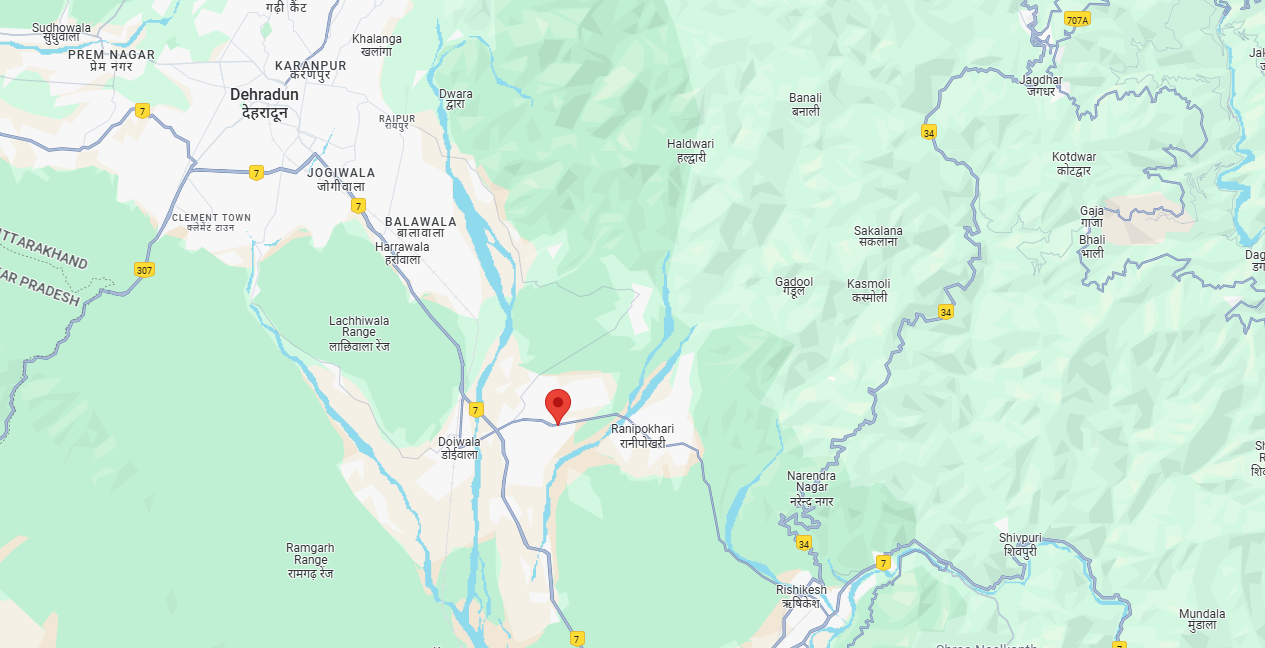 गढ़ी कैंट
707A
Sudhowala
सुधुवाला
Khalanga
खलांगा
PREM NAGAR
प्रेम नगर
KARANPUR
करणपुर
Jagdhar
जगधर
Dehradun
देहरादून
Dwara
द्वारा
Banali
बनाली
7
RAIPUR
रायपुर
34
Haldwari
हल्द्वारी
Kotdwar
कोटद्वार
7
JOGIWALA
जोगीवाला
7
CLEMENT TOWN
क्लेमेंट टाउन
BALAWALA
बालावाला
Gaja
गाजा
Sakalana
सकलाना
Bhali
भाली
Harrawala
हर्रावाला
307
Gadool
गडूल
Kasmoli
कस्मोली
34
Lachhiwala
Range
लाछिवाला रेंज
7
Doiwala
डोईवाला
Ranipokhari
रानीपोखरी
Narendra
Nagar
नरेन्द्र नगर
34
Shivpuri
शिवपुरी
Ramgarh
Range
रामगढ़ रेंज
7
Rishikesh
ऋषिकेश
Mundala
मुंडाला
7
7